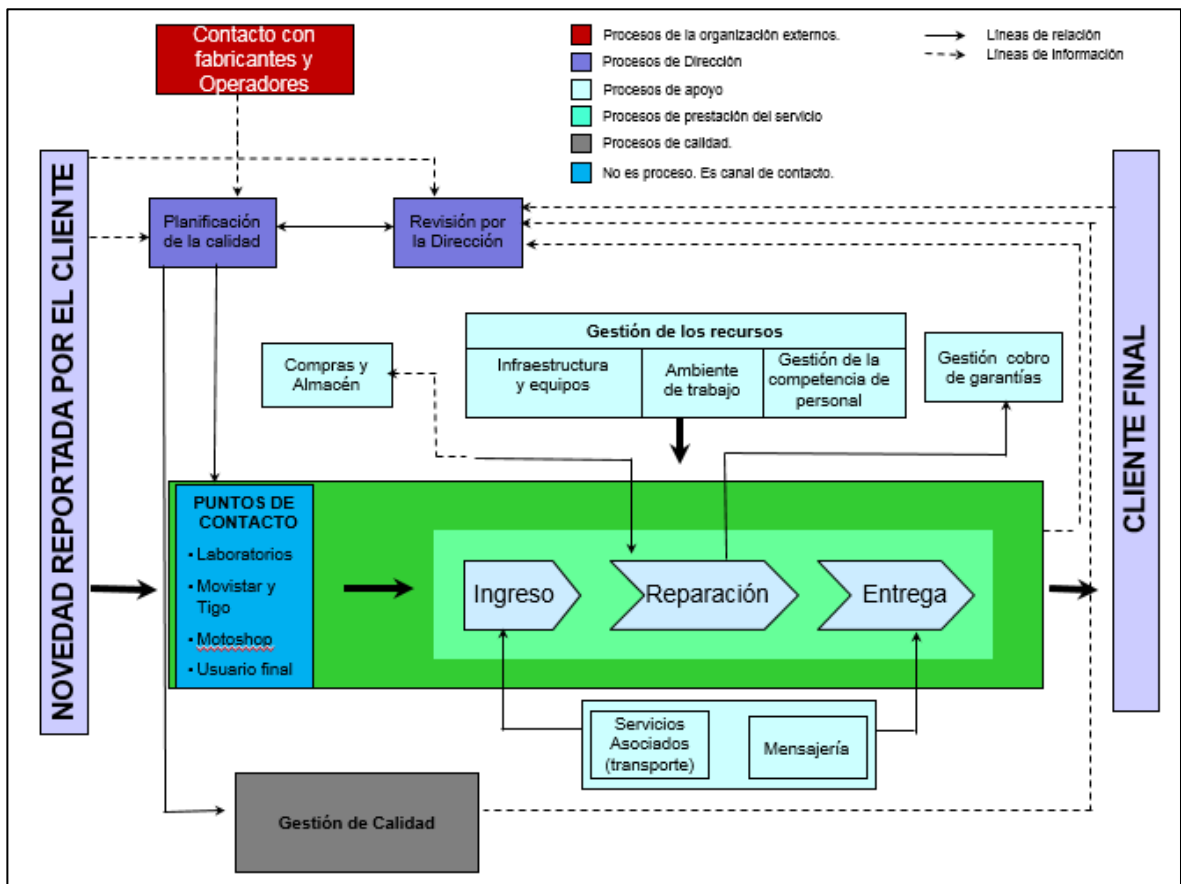 Contacto con
fabricantes y
Operadores
Procesos de la organización externos.
Procesos de Dirección
Procesos de apoyo
Procesos de prestación del servicio
Procesos de calidad.
No es proceso. Es canal de contacto.
Líneas de relación
Líneas de información
NOVEDAD REPORTADA POR EL CLIENTE
Planificación
de la calidad
Revisión por
la Dirección
CLIENTE FINAL
Compras y
Almacén
Gestión de los recursos
Infraestructura
y equipos
Ambiente
de trabajo
Gestión de la
competencia de
personal
Gestión cobro
de garantías
PUNTOS DE
CONTACTO
• Laboratorios
• Movistar y
Tigo
• Motoshop
• Usuario final
Ingreso
Reparación
Entrega
Servicios
Asociados
(transporte)
Mensajería
Gestión de Calidad